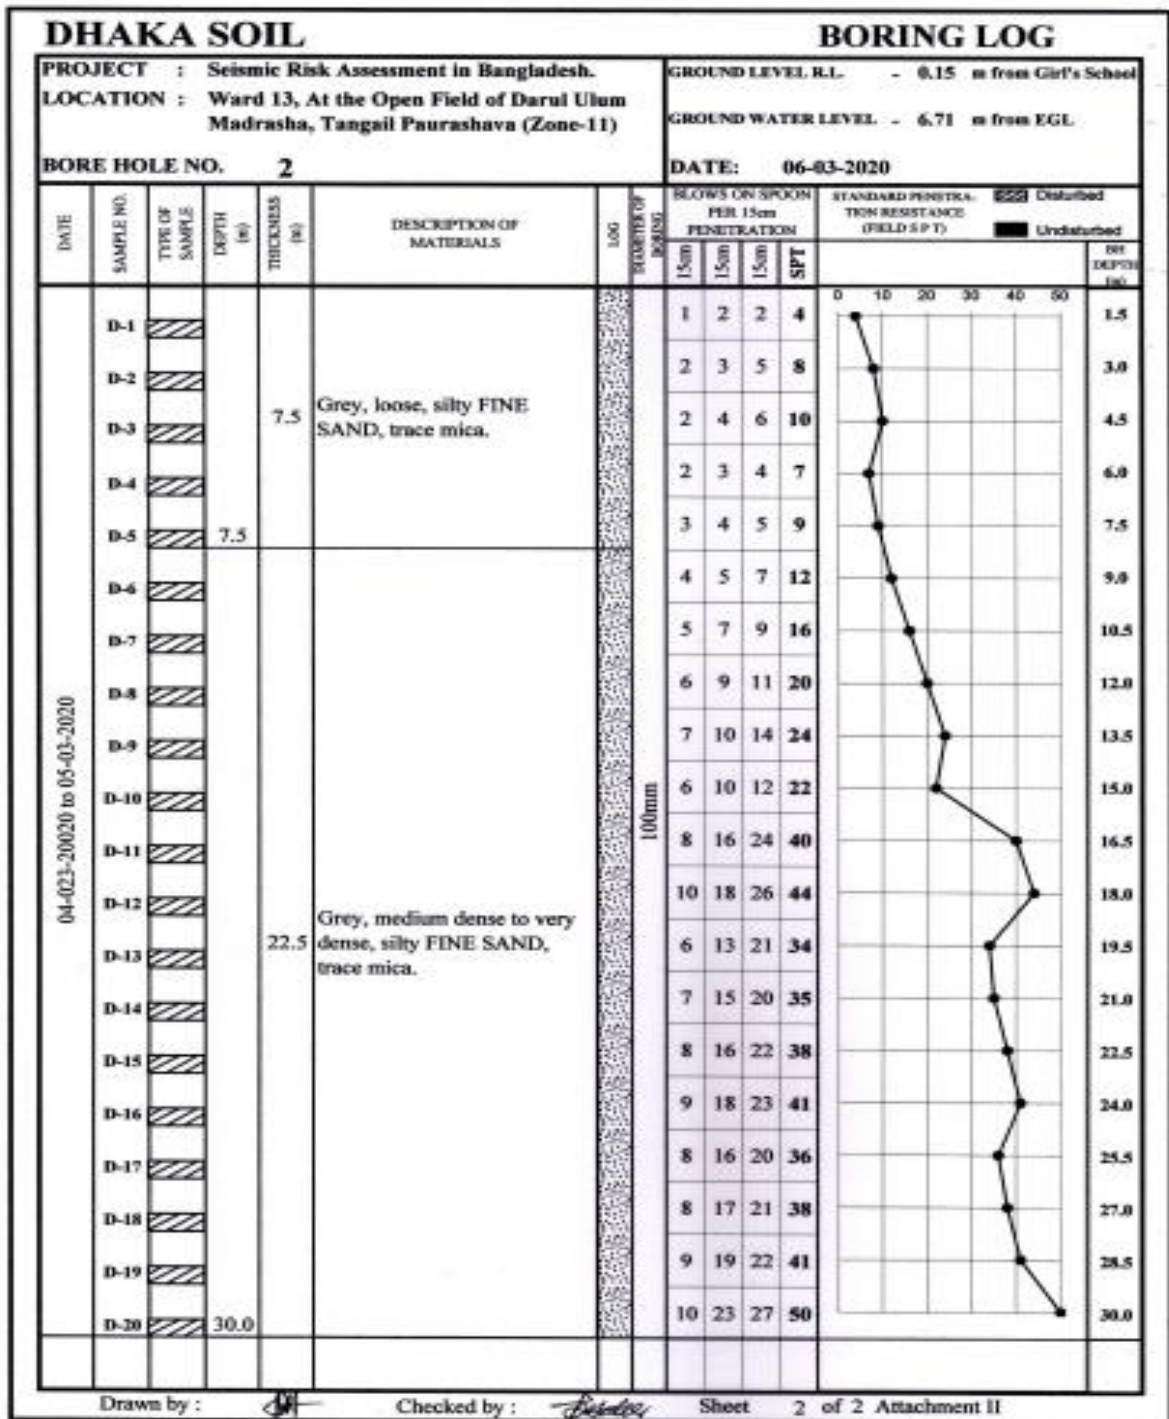 DHAKA SOIL BORING LOG
PROJECT : Seismic Risk Assessment in Bangladesh.
LOCATION : Ward 13, At the Open Field of Darul Ulum
Madrasha, Tangail Paurashava (Zone-11)
BORE HOLE NO. 2
GROUND LEVEL R.L. - 0.15 m from Girl's School
GROUND WATER LEVEL - 6.71 m from EGL
DATE: 06-03-2020
DATE
SAMPLE NO.
TYPE OF
SAMPLE
DEPTH
(m)
THICKNESS
(m)
DESCRIPTION OF
MATERIALS
LOG
DIAMETER OF
BORING
BLOWS ON SPOON
PER 15cm
PENETRATION
15cm 15cm 15cm SPT
STANDARD PENETRA-
TION RESISTANCE
(FIELD S P T)
Disturbed
Undisturbed
BH
DEPTH
(m)
0 10 20 30 40 50
04-023-20020 to 05-03-2020
100mm
D-1 1 2 2 4 1.5
D-2 2 3 5 8 3.0
7.5 Grey, loose, silty FINE
SAND, trace mica.
D-3 2 4 6 10 4.5
D-4 2 3 4 7 6.0
D-5 7.5 3 4 5 9 7.5
D-6 4 5 7 12 9.0
D-7 5 7 9 16 10.5
D-8 6 9 11 20 12.0
D-9 7 10 14 24 13.5
D-10 6 10 12 22 15.0
D-11 8 16 24 40 16.5
D-12 10 18 26 44 18.0
22.5 Grey, medium dense to very
dense, silty FINE SAND,
trace mica.
D-13 6 13 21 34 19.5
D-14 7 15 20 35 21.0
D-15 8 16 22 38 22.5
D-16 9 18 23 41 24.0
D-17 8 16 20 36 25.5
D-18 8 17 21 38 27.0
D-19 9 19 22 41 28.5
D-20 30.0 10 23 27 50 30.0
Drawn by : Checked by : Sheet 2 of 2 Attachment II